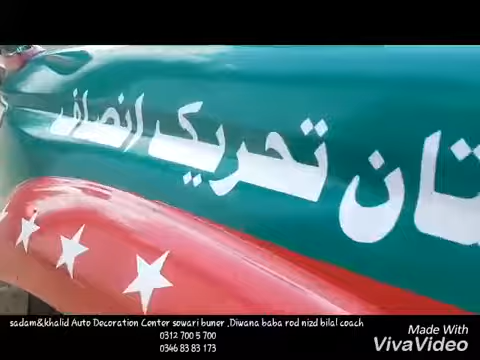 تان تحریک انصاف
sadam&khalid Auto Decoration Center sowari buner ,Diwana baba rod nizd bilal coach
0312 700 5 700
0346 83 83 173
Made With
VivaVideo